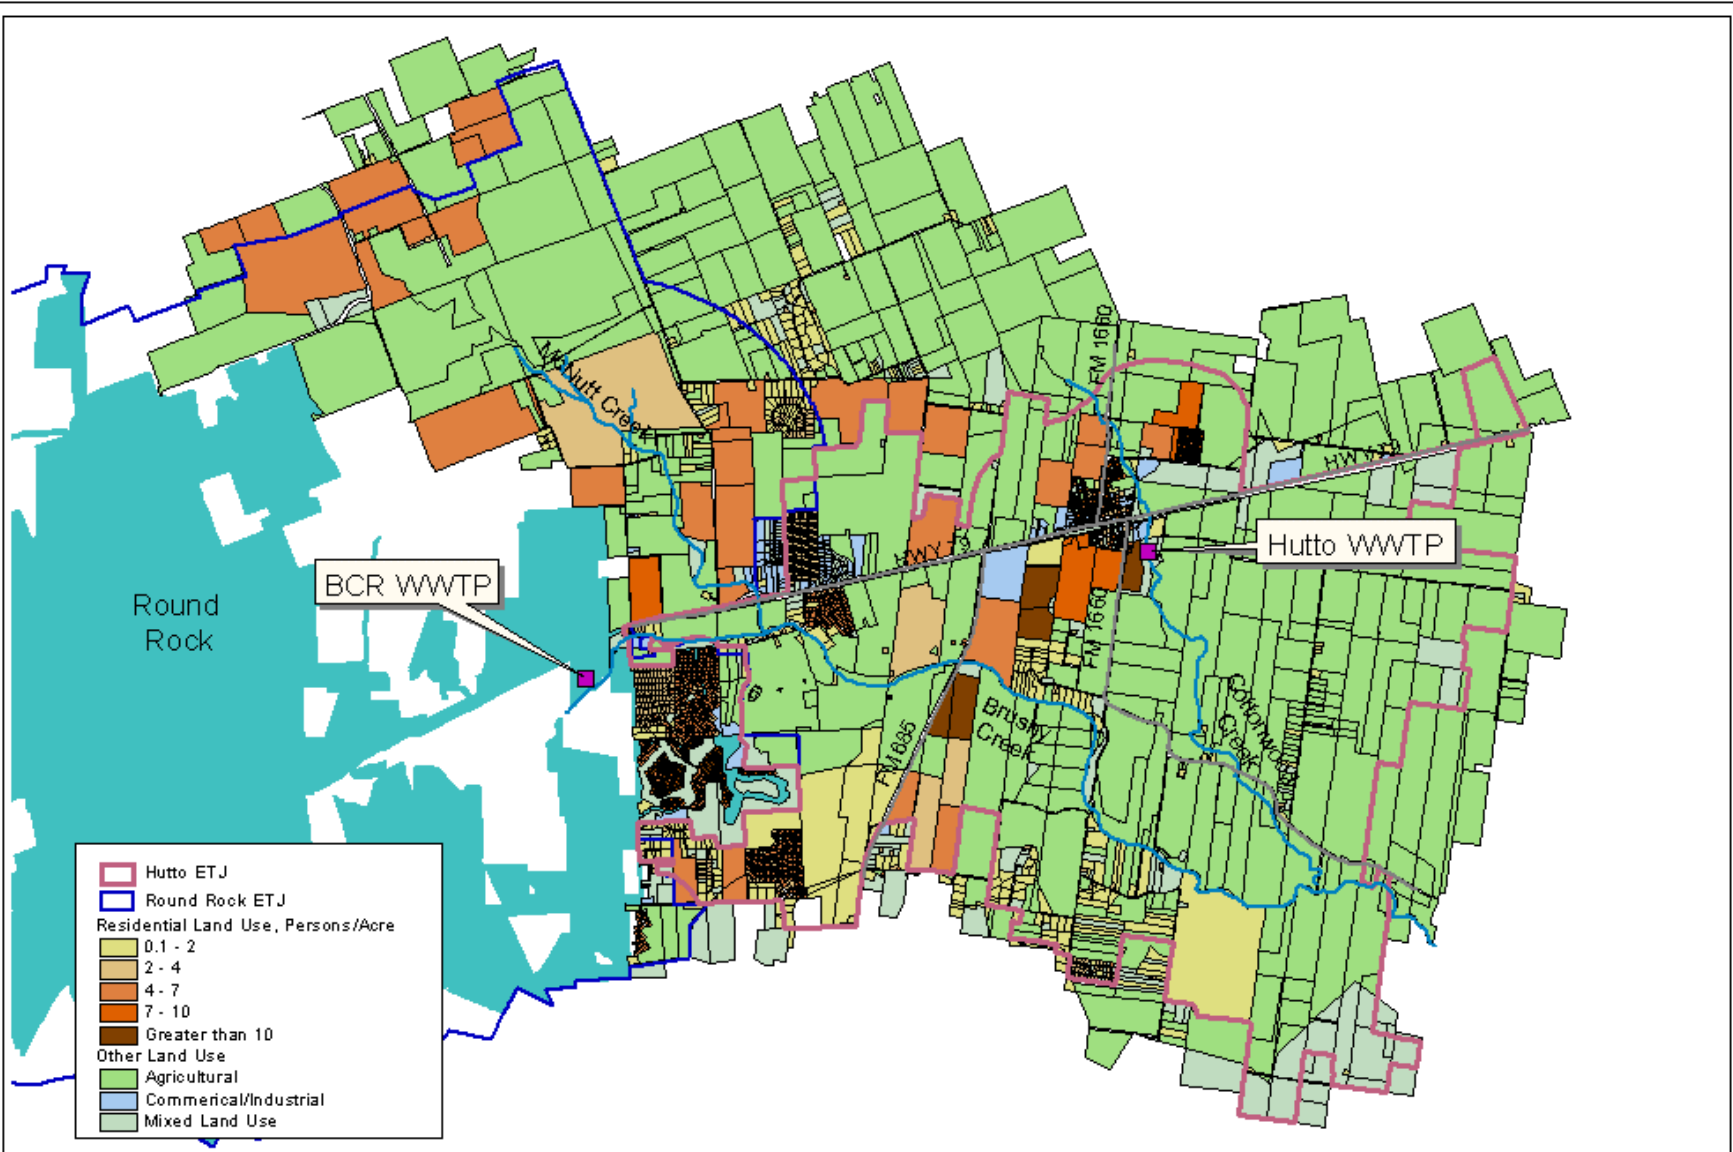 FM 1660
McNutt Creek
HWY 79
HWY 79
Hutto WWTP
BCR WWTP
Round
Rock
FM 1660
Cottonwood
Creek
Brushy
Creek
FM 685
Hutto ETJ
Round Rock ETJ
Residential Land Use, Persons/Acre
0.1 - 2
2 - 4
4 - 7
7 - 10
Greater than 10
Other Land Use
Agricultural
Commerical/Industrial
Mixed Land Use